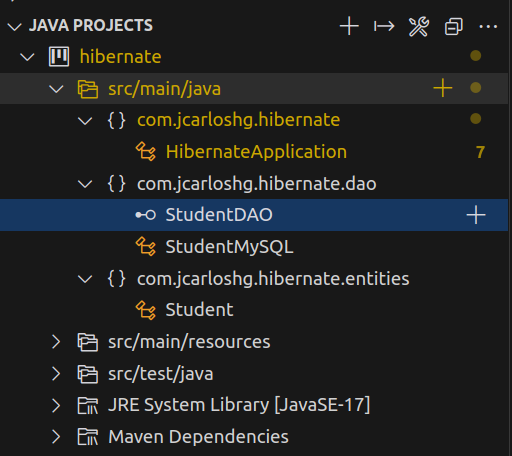 JAVA PROJECTS
hibernate
src/main/java
{ } com.jcarloshg.hibernate
HibernateApplication 7
{ } com.jcarloshg.hibernate.dao
StudentDAO
StudentMySQL
{ } com.jcarloshg.hibernate.entities
Student
src/main/resources
src/test/java
JRE System Library [JavaSE-17]
Maven Dependencies